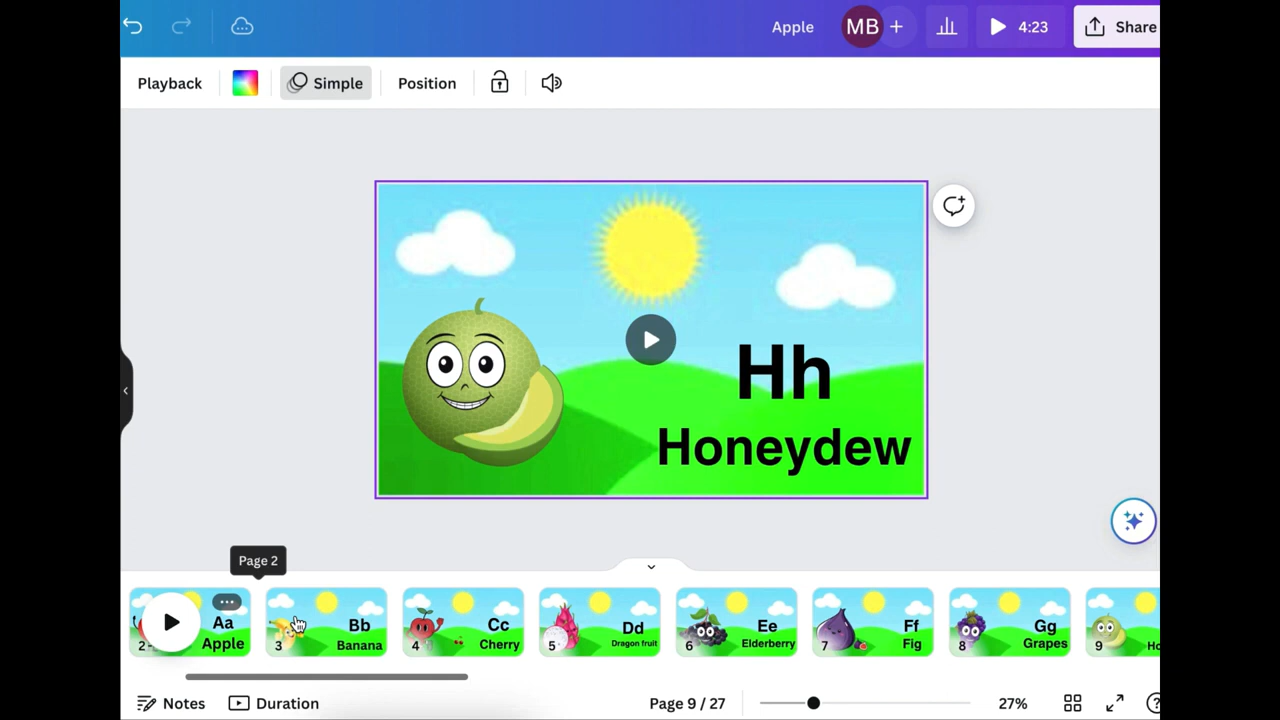 Apple
MB
4:23
Share
Playback
Simple
Position
Hh
Honeydew
Page 2
2
Aa
Apple
3
Bb
Banana
4
Cc
Cherry
5
Dd
Dragon fruit
6
Ee
Elderberry
7
Ff
Fig
8
Gg
Grapes
9
Ho
Notes
Duration
Page 9 / 27
27%